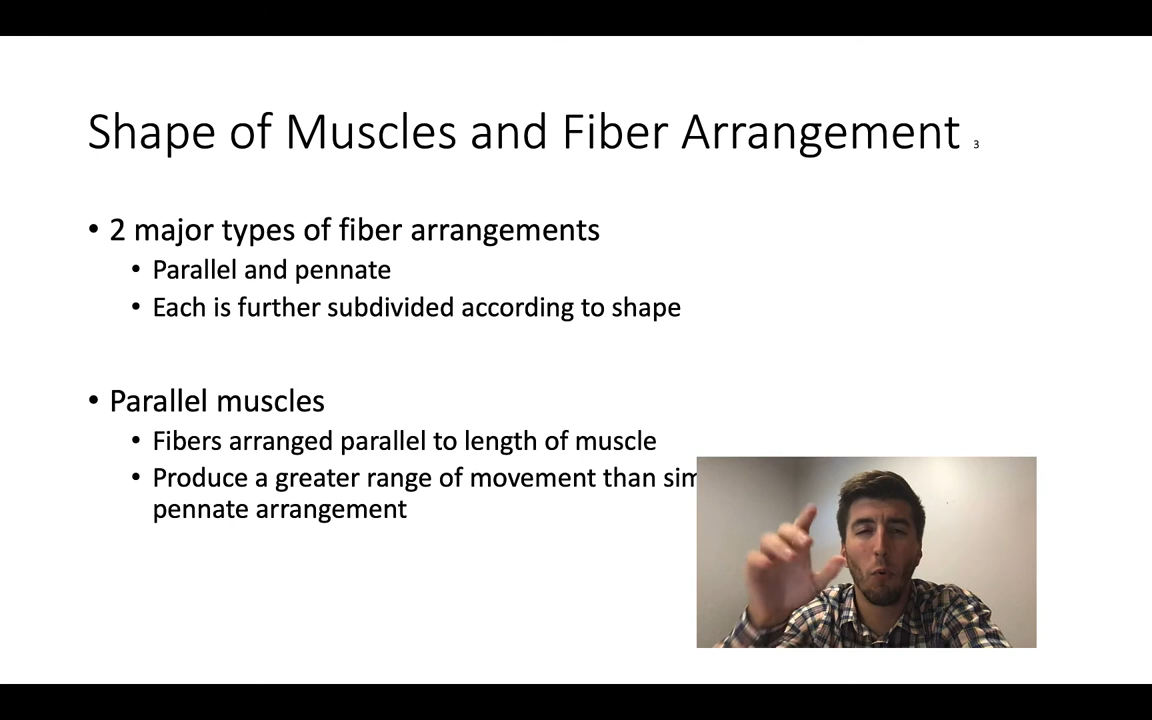 Shape of Muscles and Fiber Arrangement 3
• 2 major types of fiber arrangements
• Parallel and pennate
• Each is further subdivided according to shape
• Parallel muscles
• Fibers arranged parallel to length of muscle
• Produce a greater range of movement than
pennate arrangement